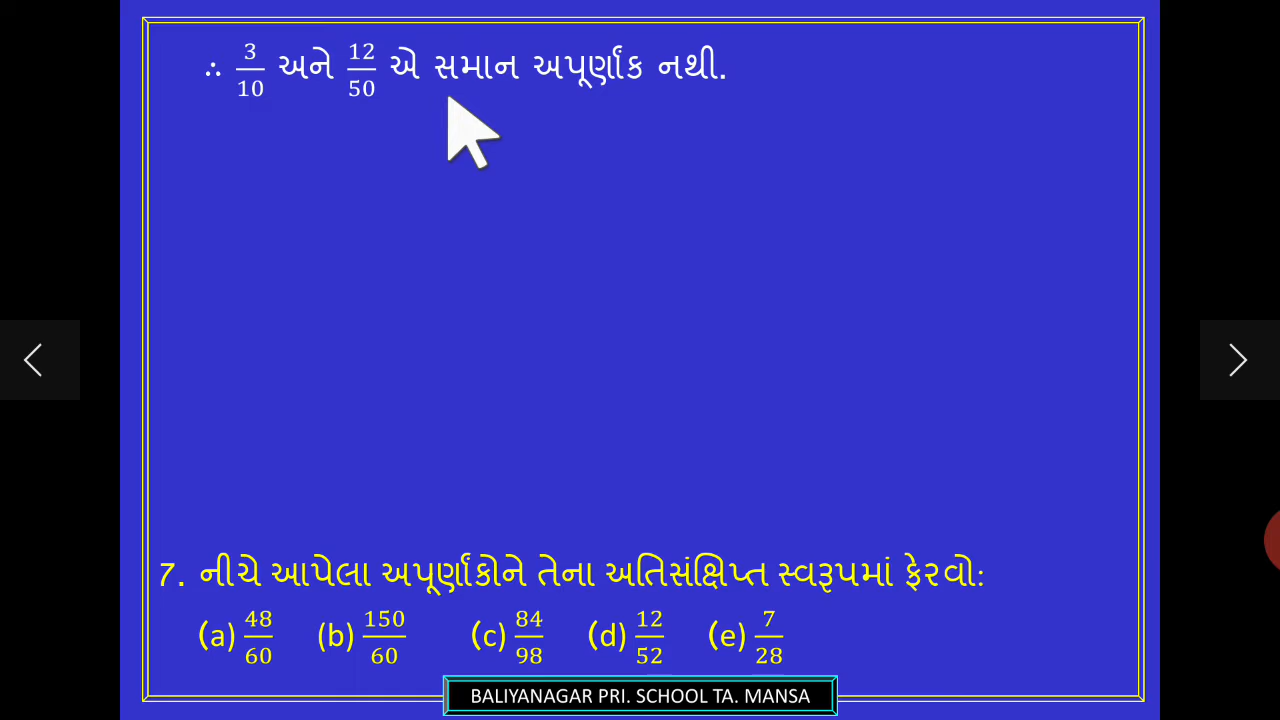 ∴ 3/10 અને 12/50 એ સમાન અપૂર્ણાંક નથી.
7. નીચે આપેલા અપૂર્ણાંકોને તેના અતિસંક્ષિપ્ત સ્વરૂપમાં ફેરવો:
(a) 48/60 (b) 150/60 (c) 84/98 (d) 12/52 (e) 7/28
BALIYANAGAR PRI. SCHOOL TA. MANSA